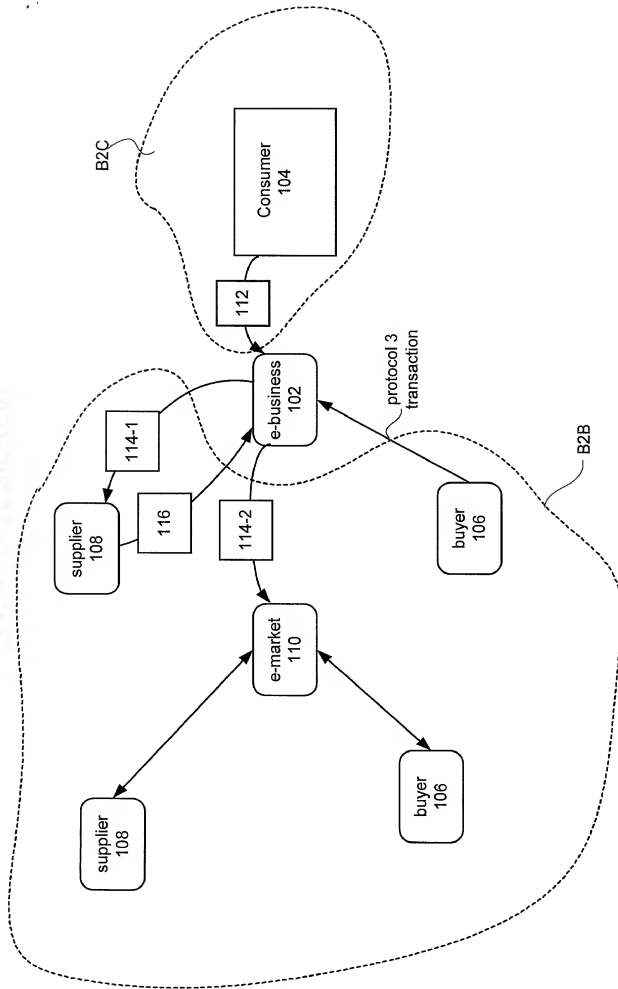 B2C
Consumer
104
112
e-business
102
114-1
supplier
108
116
114-2
protocol 3
transaction
B2B
buyer
106
e-market
110
supplier
108
buyer
106